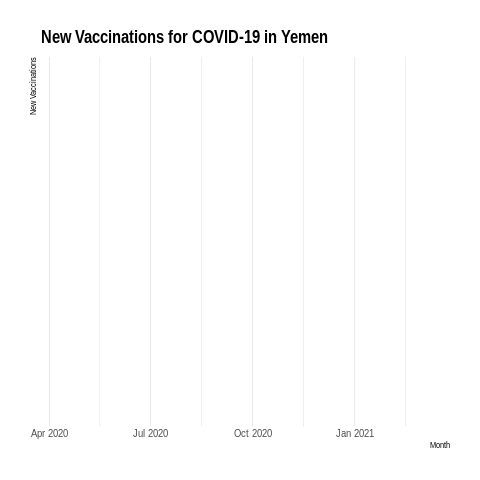 New Vaccinations for COVID-19 in Yemen
New Vaccinations
Apr 2020 Jul 2020 Oct 2020 Jan 2021
Month